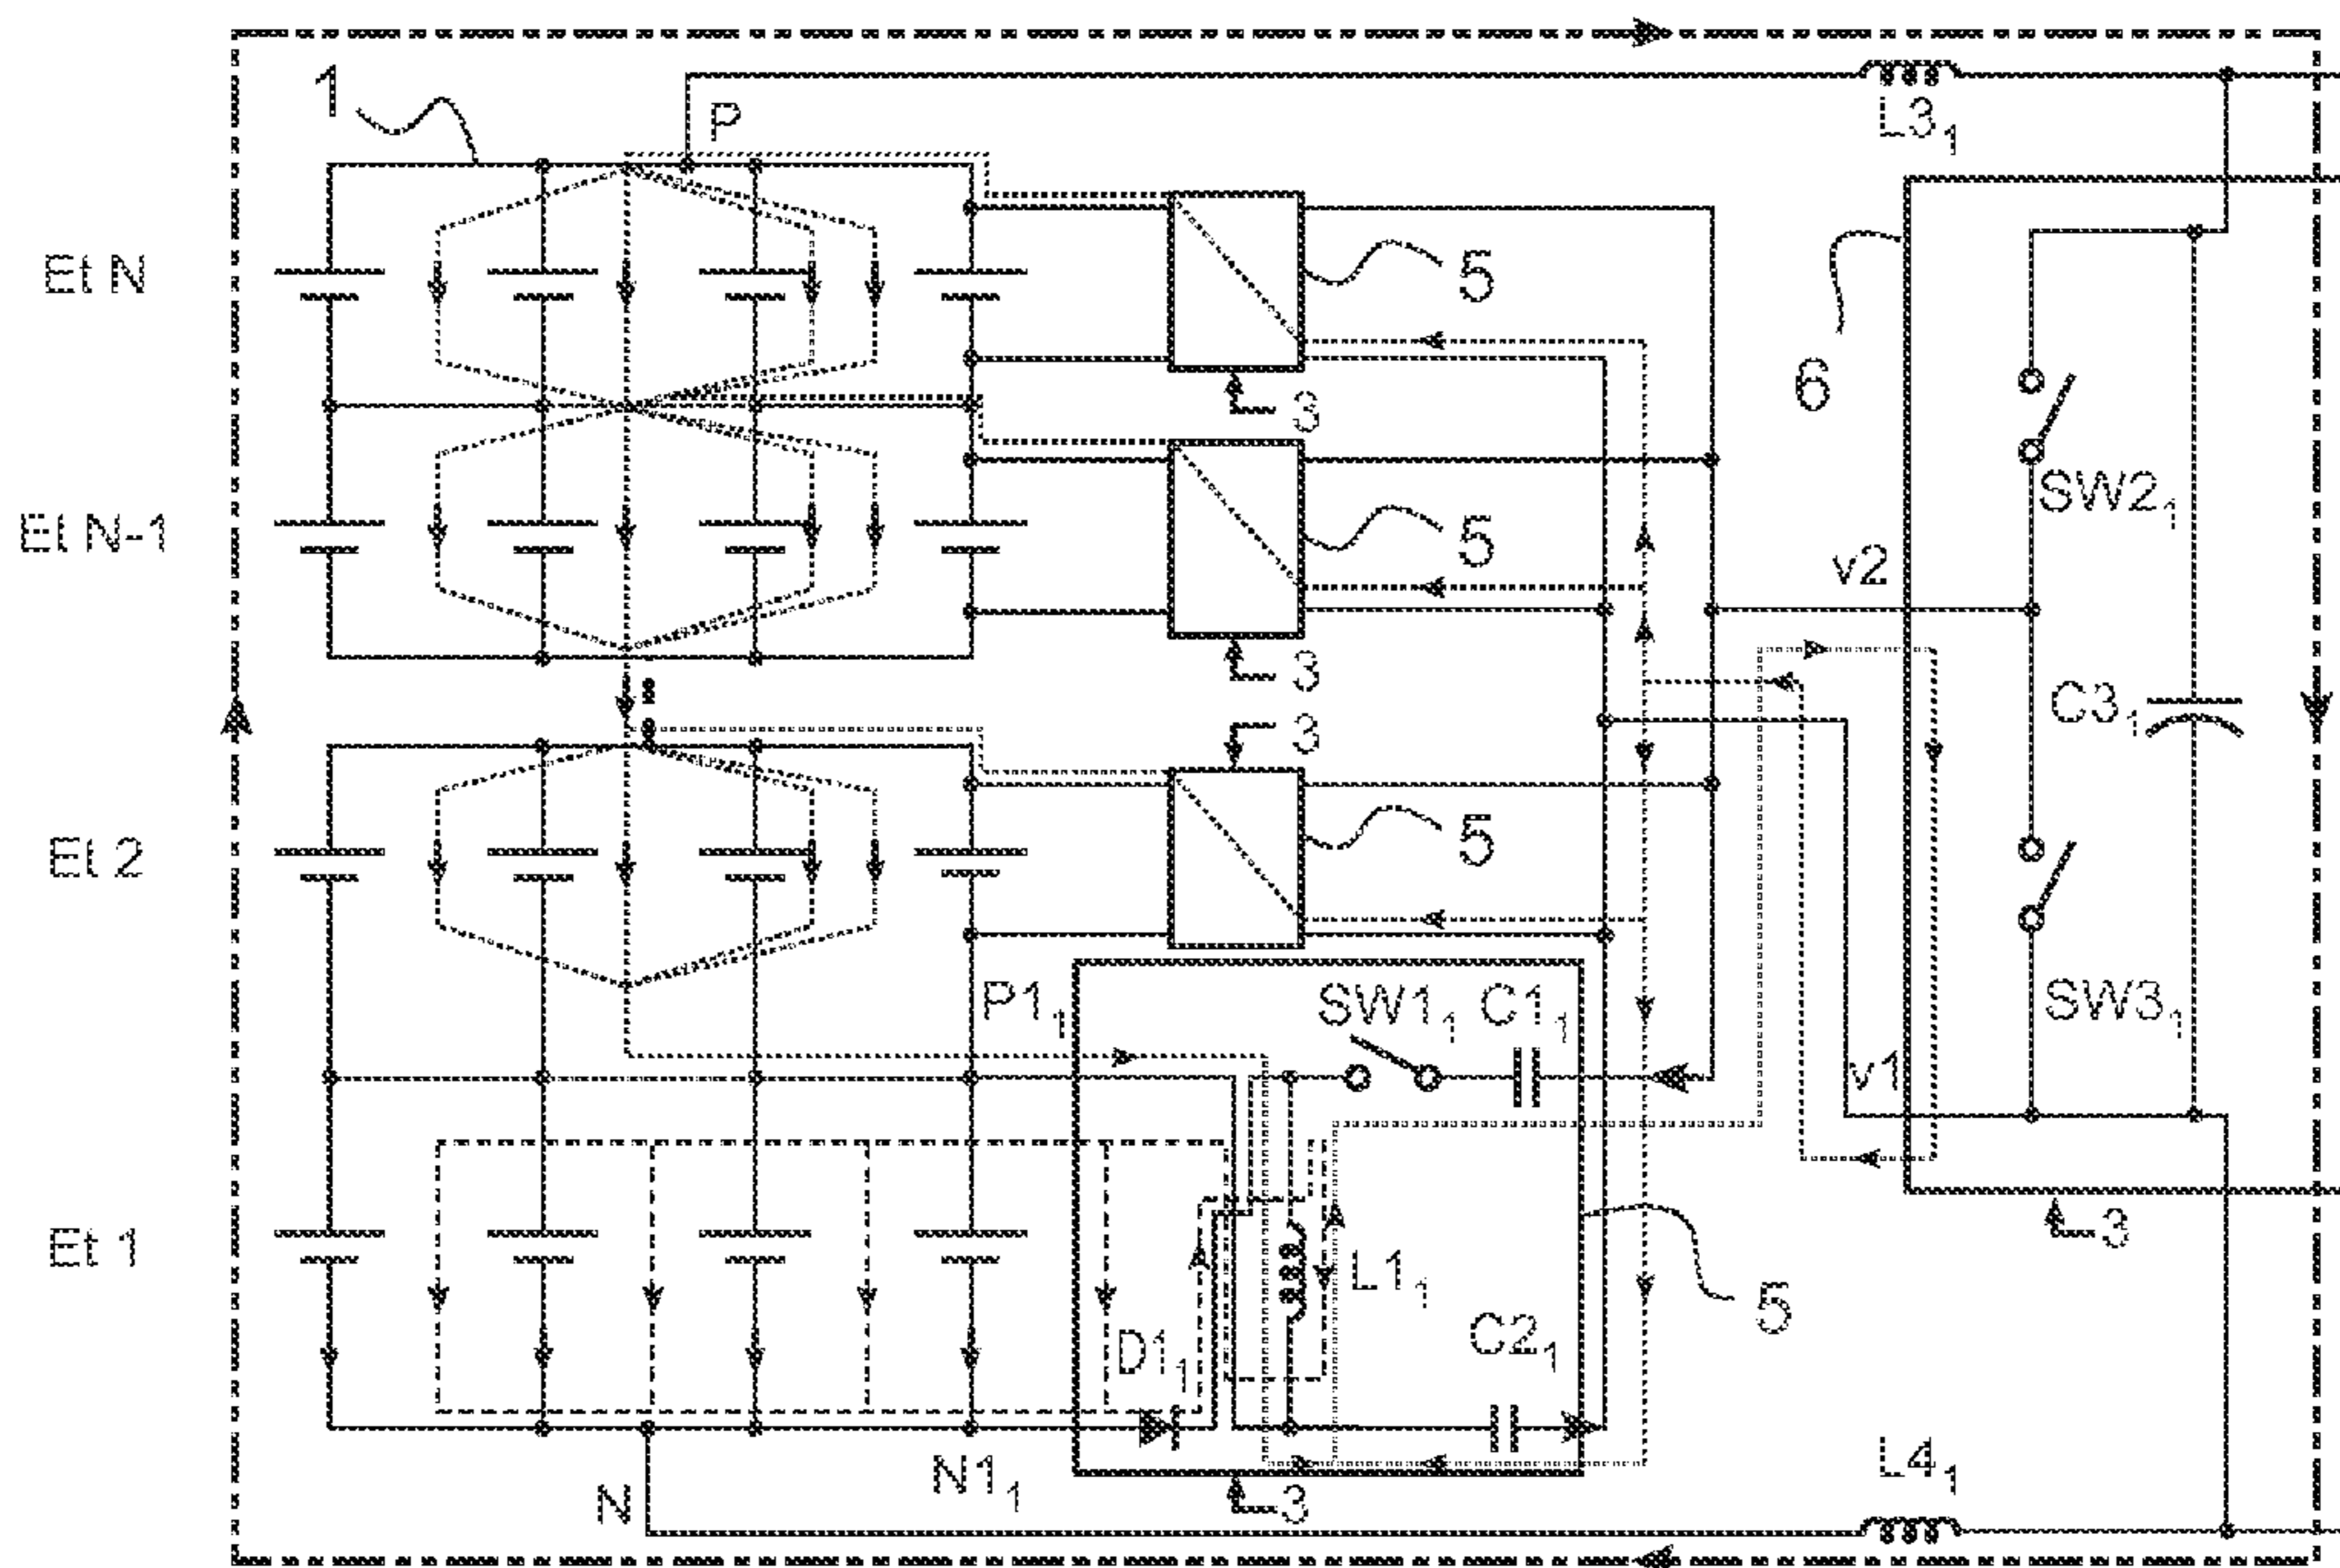 1
P
L3₁
Et N
5
6
3
SW2₁
Et N-1
5
v2
3
C3₁
3
Et 2
5
P1₁
SW1₁
C1₁
SW3₁
v1
Et 1
3
L1₁
5
D1₁
C2₁
N1₁
L4₁
N
3